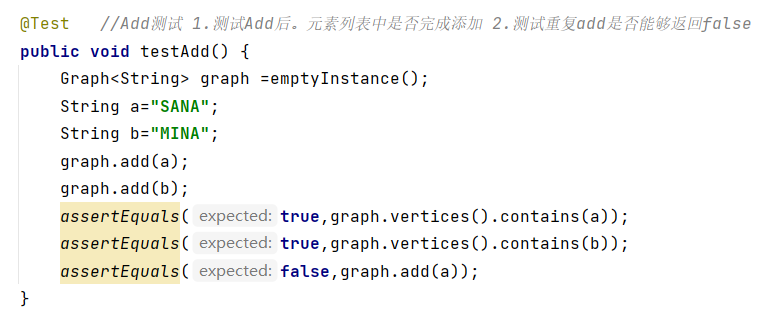 @Test   //Add测试 1.测试Add后。元素列表中是否完成添加 2.测试重复add是否能够返回false
public void testAdd() {
    Graph<String> graph =emptyInstance();
    String a="SANA";
    String b="MINA";
    graph.add(a);
    graph.add(b);
    assertEquals( expected: true,graph.vertices().contains(a));
    assertEquals( expected: true,graph.vertices().contains(b));
    assertEquals( expected: false,graph.add(a));
}